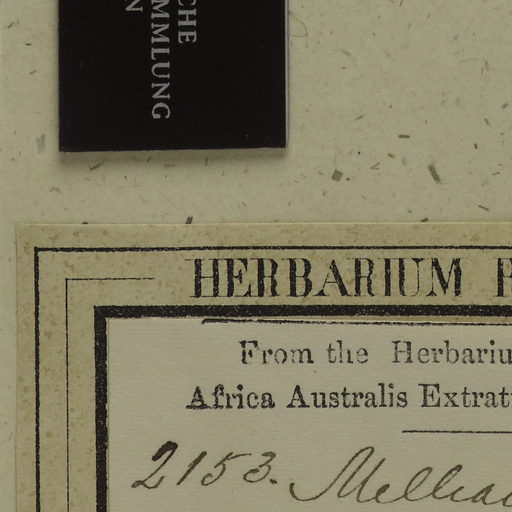 CHE
MMLUNG
N
HERBARIUM
From the Herbariu
Africa Australis Extrat
2153.